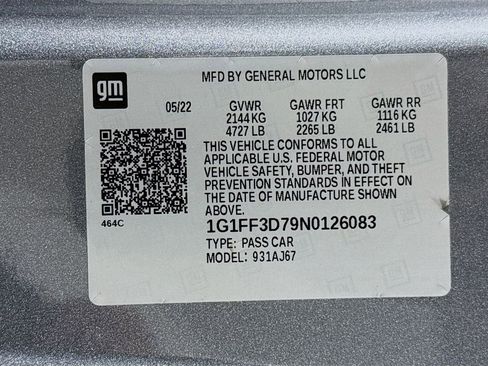 gm
MFD BY GENERAL MOTORS LLC
05/22 GVWR GAWR FRT GAWR RR
2144 KG 1027 KG 1116 KG
4727 LB 2265 LB 2461 LB
THIS VEHICLE CONFORMS TO ALL
APPLICABLE U.S. FEDERAL MOTOR
VEHICLE SAFETY, BUMPER, AND THEFT
PREVENTION STANDARDS IN EFFECT ON
THE DATE OF MANUFACTURE SHOWN
ABOVE.
464C
1G1FF3D79N0126083
TYPE: PASS CAR
MODEL: 931AJ67